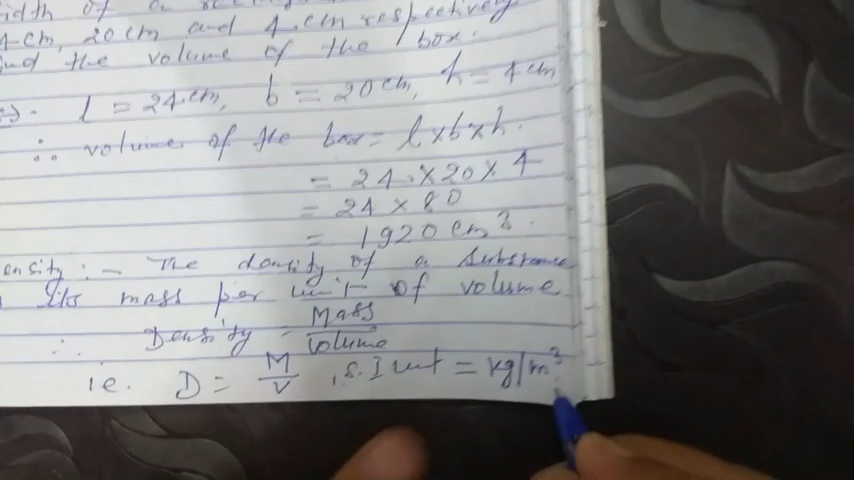 idth of a
4 cm, 20 cm and 4 cm respectively.
ind the volume of the box.
l = 24 cm, b = 20 cm, h = 4 cm
∴ volume of the box = l × b × h.
= 24 × 20 × 4
= 24 × 80
= 1920 cm³.
ensity : - The density of a substance
its mass per unit of volume
∴ Density = Mass / Volume
i.e. D = M / V , S.I unit = kg/m³